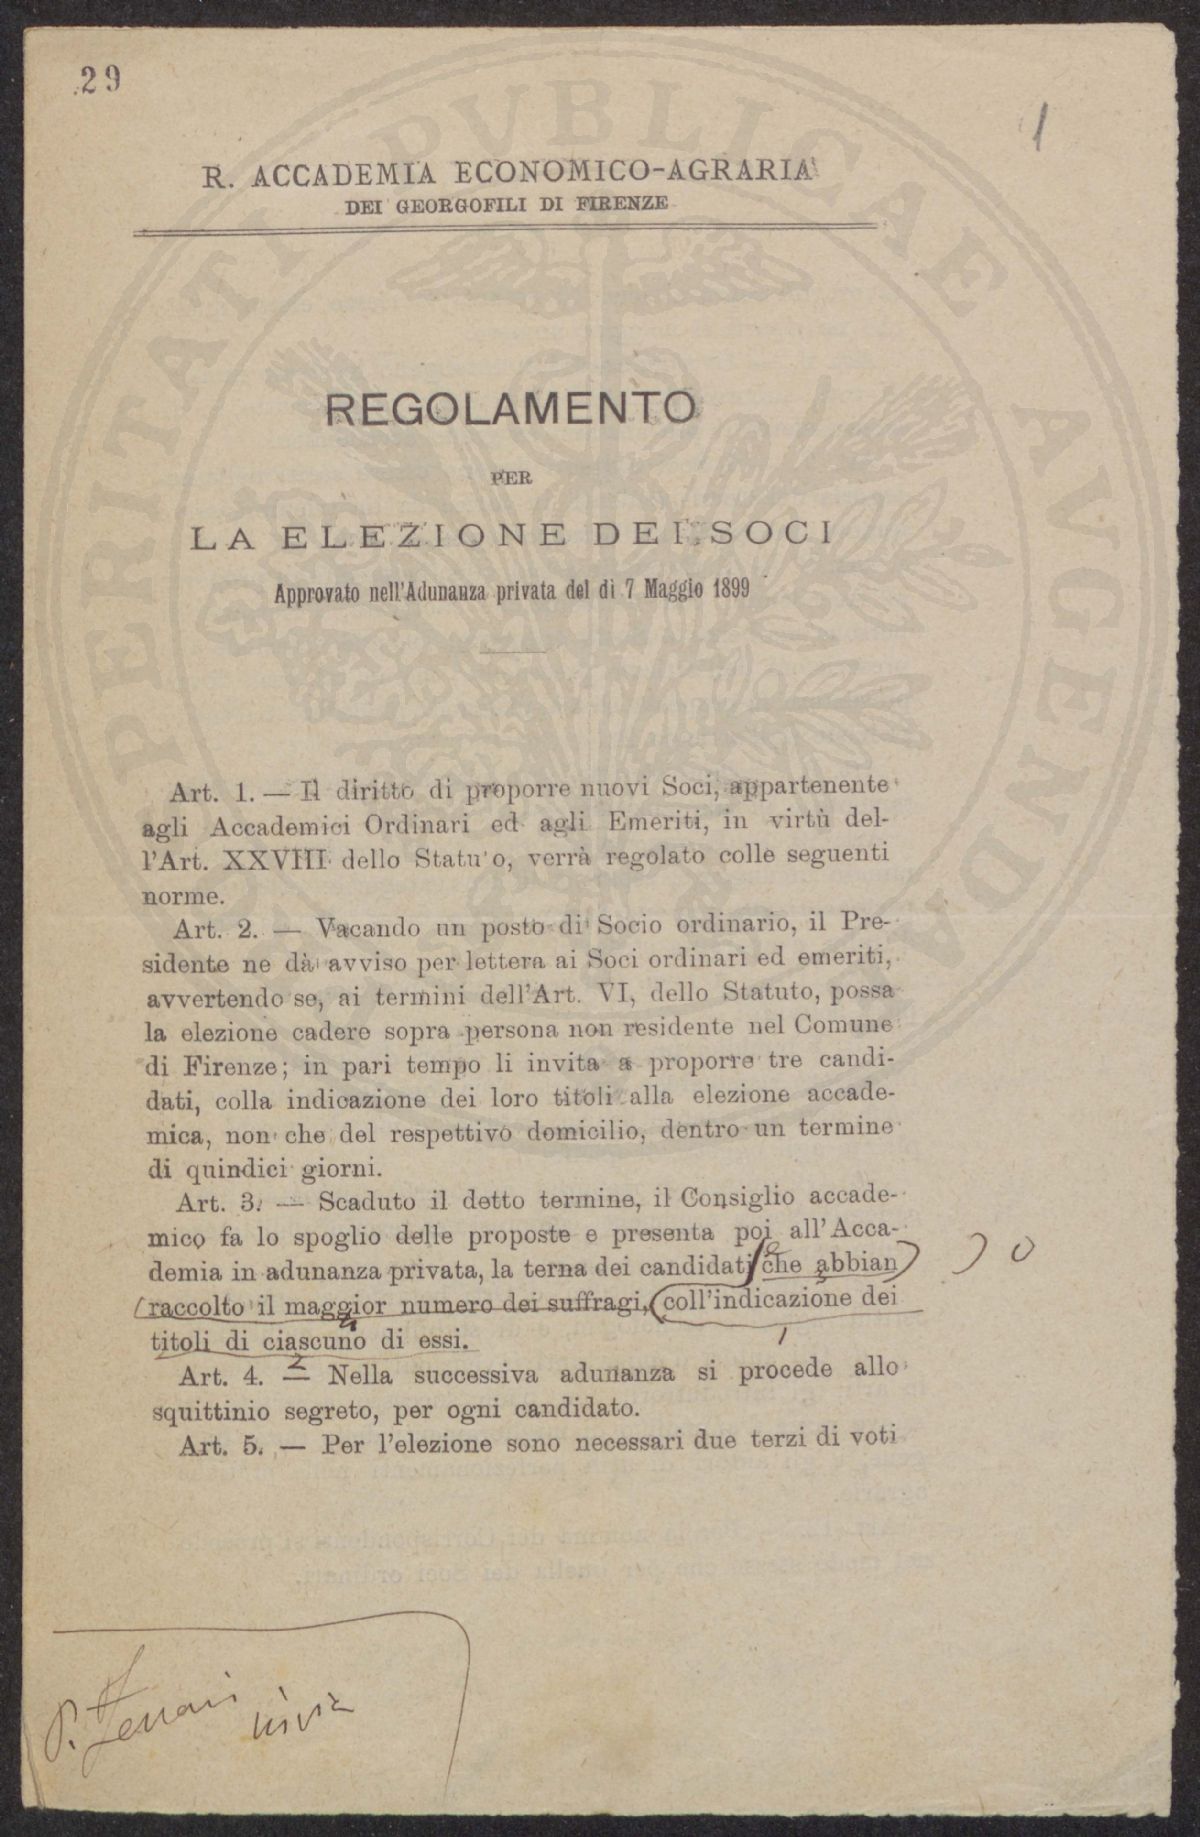 29
1
R. ACCADEMIA ECONOMICO-AGRARIA
DEI GEORGOFILI DI FIRENZE
REGOLAMENTO
PER
LA ELEZIONE DEI SOCI
Approvato nell'Adunanza privata del dì 7 Maggio 1899
Art. 1. — Il diritto di proporre nuovi Soci, appartenente
agli Accademici Ordinari ed agli Emeriti, in virtù del-
l'Art. XXVIII dello Statu'o, verrà regolato colle seguenti
norme.
Art. 2. — Vacando un posto di Socio ordinario, il Pre-
sidente ne dà avviso per lettera ai Soci ordinari ed emeriti,
avvertendo se, ai termini dell'Art. VI, dello Statuto, possa
la elezione cadere sopra persona non residente nel Comune
di Firenze; in pari tempo li invita a proporre tre candi-
dati, colla indicazione dei loro titoli alla elezione accade-
mica, non che del respettivo domicilio, dentro un termine
di quindici giorni.
Art. 3. — Scaduto il detto termine, il Consiglio accade-
mico fa lo spoglio delle proposte e presenta poi all'Acca-
demia in adunanza privata, la terna dei candidati che abbian
raccolto il maggior numero dei suffragi, coll'indicazione dei
titoli di ciascuno di essi.
Art. 4. — Nella successiva adunanza si procede allo
squittinio segreto, per ogni candidato.
Art. 5. — Per l'elezione sono necessari due terzi di voti
P. Ferrari
PROSPERITATI PVBLICAE AVGENDAE